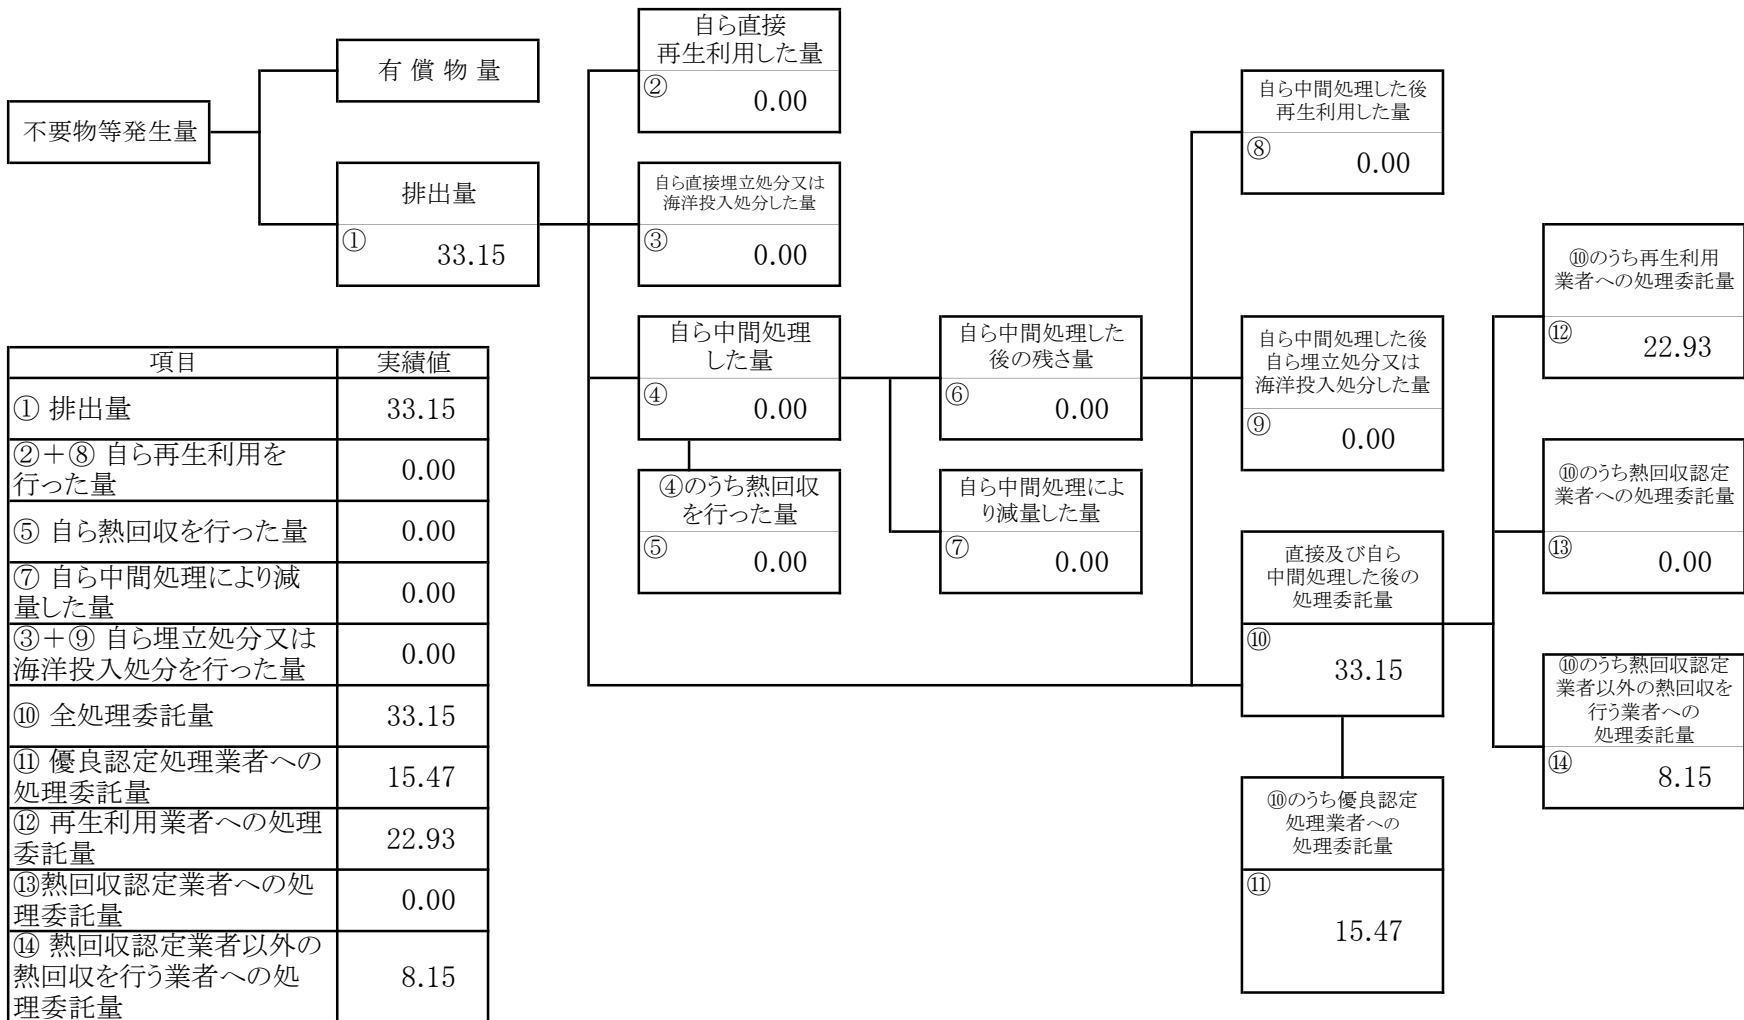 不要物等発生量
有 償 物 量
排出量
①
33.15
自ら直接
再生利用した量
②
0.00
自ら直接埋立処分又は
海洋投入処分した量
③
0.00
自ら中間処理
した量
④
0.00
④のうち熱回収
を行った量
⑤
0.00
自ら中間処理した
後の残さ量
⑥
0.00
自ら中間処理によ
り減量した量
⑦
0.00
自ら中間処理した後
再生利用した量
⑧
0.00
自ら中間処理した後
自ら埋立処分又は
海洋投入処分した量
⑨
0.00
直接及び自ら
中間処理した後の
処理委託量
⑩
33.15
⑩のうち優良認定
処理業者への
処理委託量
⑪
15.47
⑩のうち再生利用
業者への処理委託量
⑫
22.93
⑩のうち熱回収認定
業者への処理委託量
⑬
0.00
⑩のうち熱回収認定
業者以外の熱回収を
行う業者への
処理委託量
⑭
8.15
項目 実績値
① 排出量 33.15
②＋⑧ 自ら再生利用を
行った量 0.00
⑤ 自ら熱回収を行った量 0.00
⑦ 自ら中間処理により減
量した量 0.00
③＋⑨ 自ら埋立処分又は
海洋投入処分を行った量 0.00
⑩ 全処理委託量 33.15
⑪ 優良認定処理業者への
処理委託量 15.47
⑫ 再生利用業者への処理
委託量 22.93
⑬熱回収認定業者への処
理委託量 0.00
⑭ 熱回収認定業者以外の
熱回収を行う業者への処
理委託量 8.15